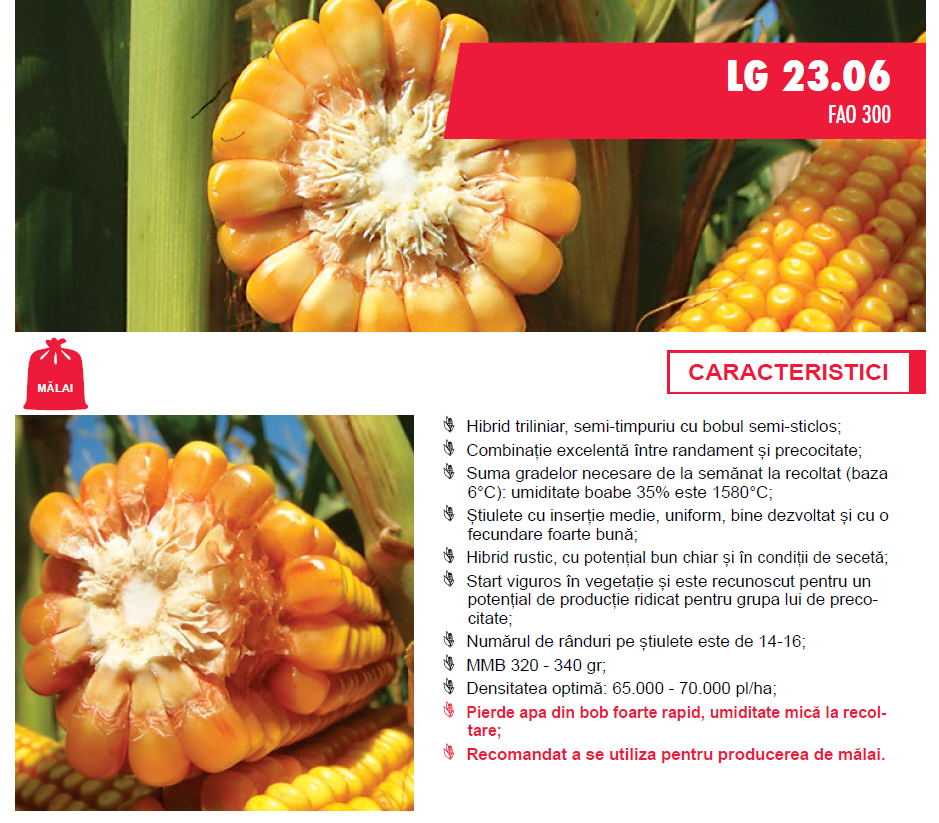 LG 23.06
FAO 300
MĂLAI
CARACTERISTICI
Hibrid triliniar, semi-timpuriu cu bobul semi-sticlos;
Combinație excelentă între randament și precocitate;
Suma gradelor necesare de la semănat la recoltat (baza
6°C): umiditate boabe 35% este 1580°C;
Știulete cu inserție medie, uniform, bine dezvoltat și cu o
fecundare foarte bună;
Hibrid rustic, cu potențial bun chiar și în condiții de secetă;
Start viguros în vegetație și este recunoscut pentru un
potențial de producție ridicat pentru grupa lui de preco-
citate;
Numărul de rânduri pe știulete este de 14-16;
MMB 320 - 340 gr;
Densitatea optimă: 65.000 - 70.000 pl/ha;
Pierde apa din bob foarte rapid, umiditate mică la recol-
tare;
Recomandat a se utiliza pentru producerea de mălai.